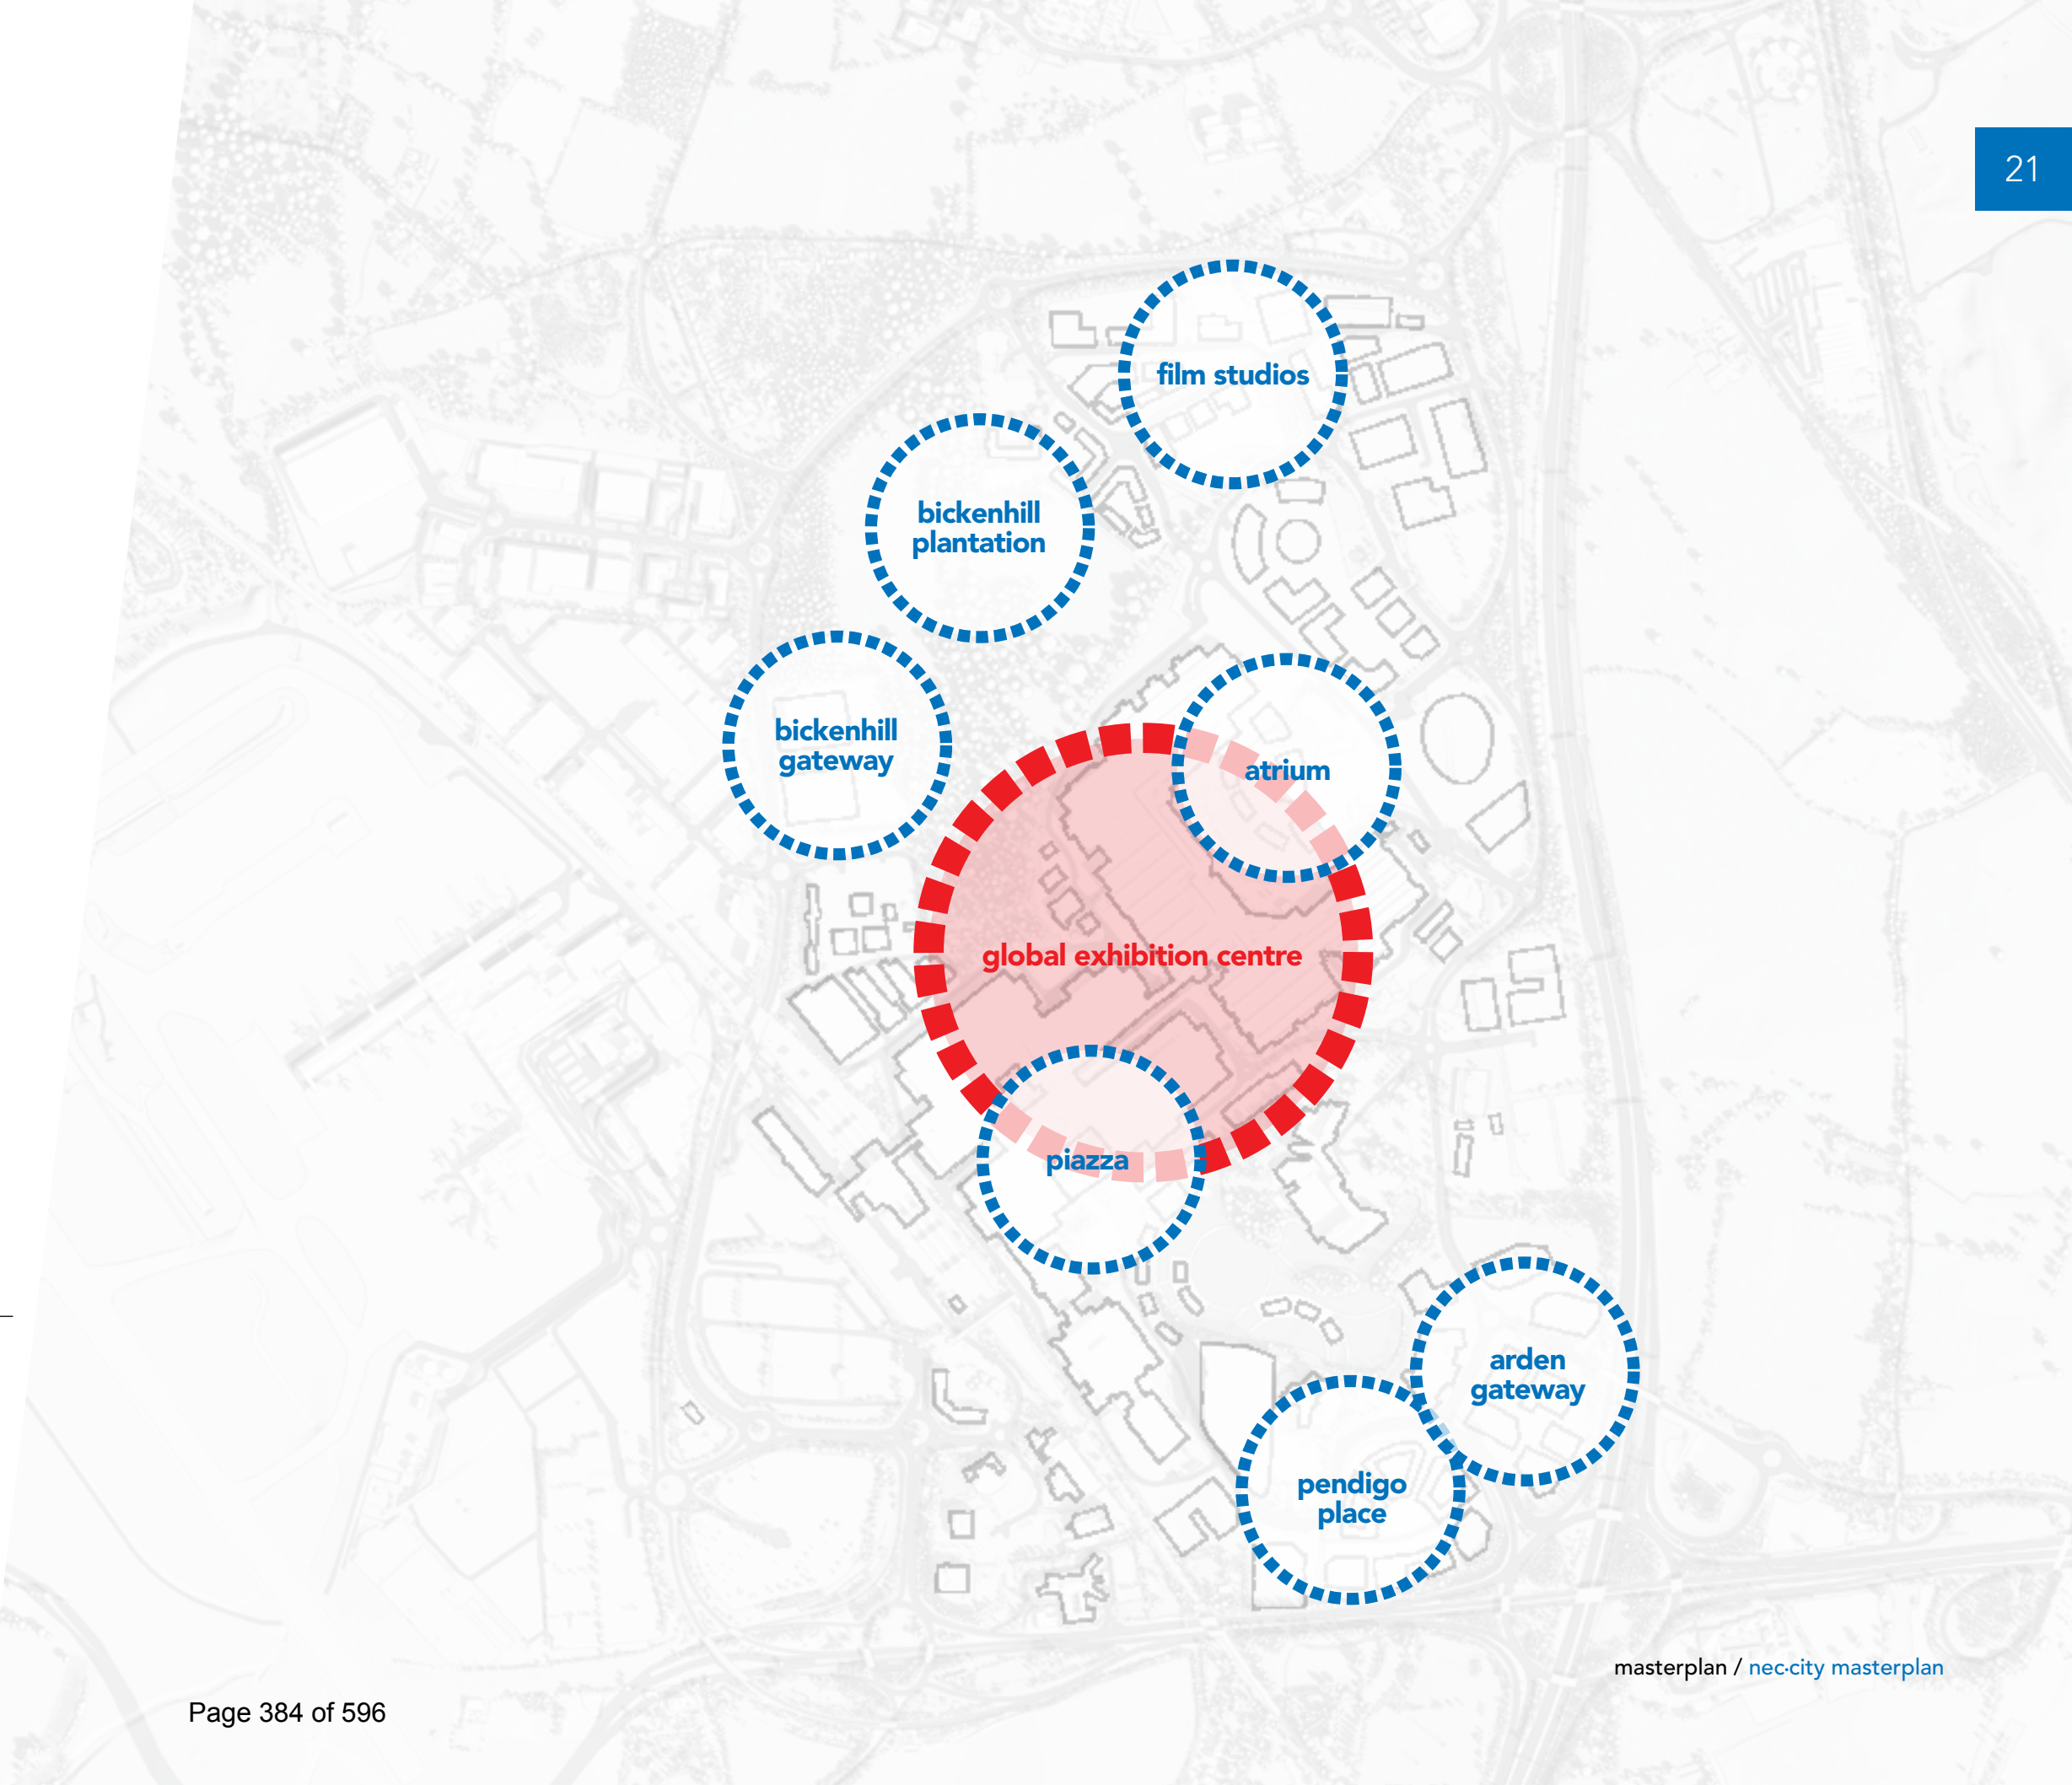 21
film studios
bickenhill
plantation
bickenhill
gateway
atrium
global exhibition centre
piazza
arden
gateway
pendigo
place
masterplan / nec·city masterplan
Page 384 of 596